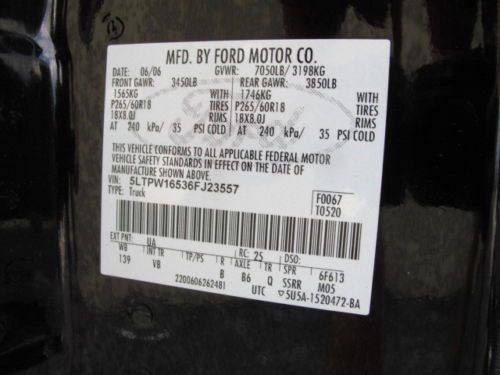 MFD. BY FORD MOTOR CO.
DATE: 06/06 GVWR: 7050LB/ 3198KG
FRONT GAWR: 3450LB REAR GAWR: 3850LB
1565KG WITH 1746KG WITH
P265/60R18 TIRES P265/60R18 TIRES
18X8.0J RIMS 18X8.0J RIMS
AT 240 kPa/ 35 PSI COLD AT 240 kPa/ 35 PSI COLD
THIS VEHICLE CONFORMS TO ALL APPLICABLE FEDERAL MOTOR
VEHICLE SAFETY STANDARDS IN EFFECT ON THE DATE OF
MANUFACTURE SHOWN ABOVE.
VIN: 5LTPW16536FJ23557
TYPE: Truck
F0067
T0520
EXT PNT: UA RC: 25 DSO:
WB INT TR TP/PS R AXLE TR SPR 6F613
139 VB B B6 Q SSRR M05
2200606262481 UTC 5U5A-1520472-BA